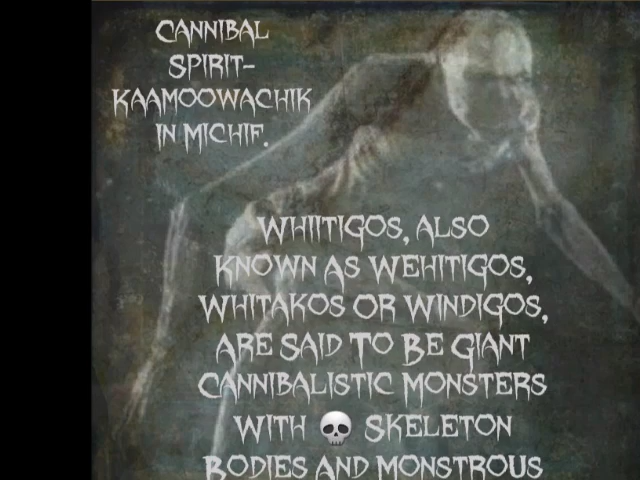 Cannibal
Spirit-
Kaamoowachik
in Michif.
Whiitigos, also
known as Wehitigos,
Whitakos or Windigos,
are said to be giant
cannibalistic monsters
with 💀 skeleton
bodies and monstrous